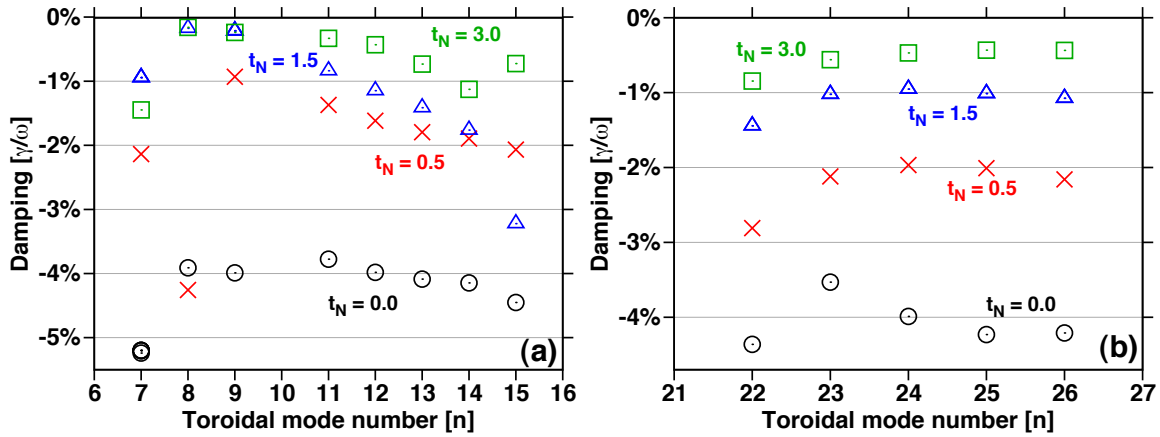 0%
-1%
-2%
-3%
-4%
-5%
Damping [γ/ω]
t_N = 3.0
t_N = 1.5
t_N = 0.5
t_N = 0.0
(a)
6 7 8 9 10 11 12 13 14 15 16
Toroidal mode number [n]
0%
-1%
-2%
-3%
-4%
Damping [γ/ω]
t_N = 3.0
t_N = 1.5
t_N = 0.5
t_N = 0.0
(b)
21 22 23 24 25 26 27
Toroidal mode number [n]